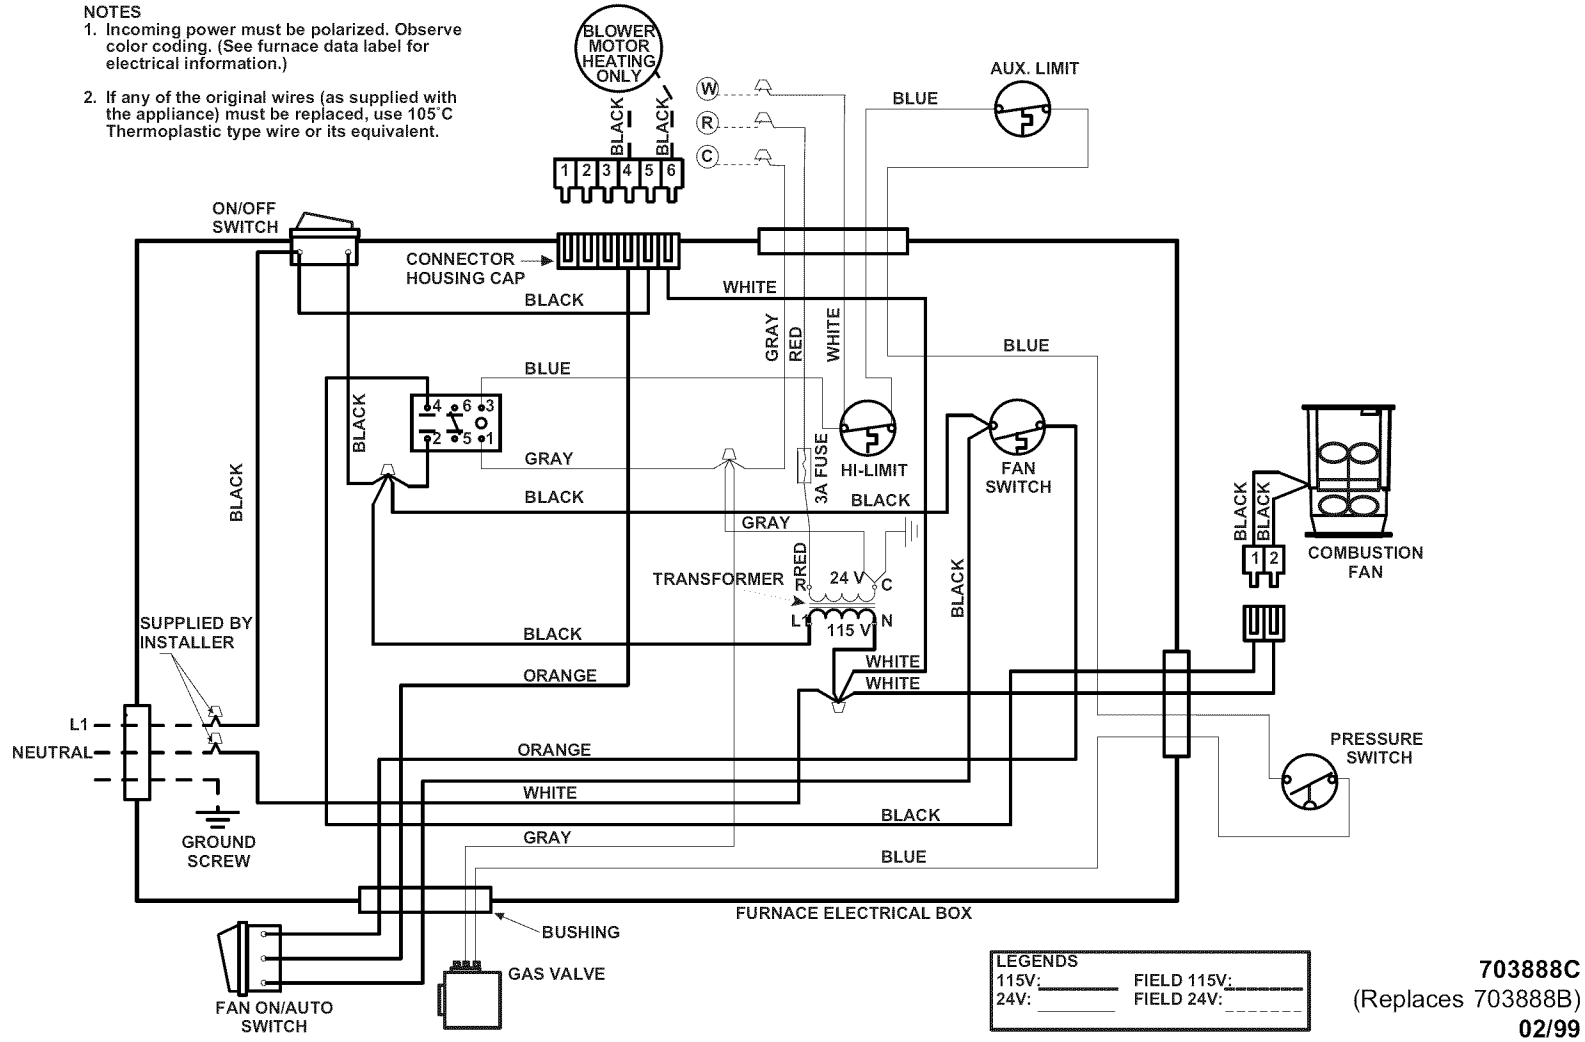 NOTES
1. Incoming power must be polarized. Observe
color coding. (See furnace data label for
electrical information.)
2. If any of the original wires (as supplied with
the appliance) must be replaced, use 105°C
Thermoplastic type wire or its equivalent.
BLOWER
MOTOR
HEATING
ONLY
BLACK
BLACK
1 2 3 4 5 6
W
R
C
BLUE
AUX. LIMIT
ON/OFF
SWITCH
CONNECTOR
HOUSING CAP
BLACK
WHITE
GRAY
RED
WHITE
BLUE
BLUE
BLACK
4 6 3
2 5 1
GRAY
BLACK
BLACK
3A FUSE
HI-LIMIT
BLACK
FAN
SWITCH
GRAY
RED
TRANSFORMER
R
24 V
C
L1
115 V
N
BLACK
BLACK
BLACK
1 2
COMBUSTION
FAN
SUPPLIED BY
INSTALLER
BLACK
WHITE
ORANGE
WHITE
L1
NEUTRAL
ORANGE
PRESSURE
SWITCH
WHITE
BLACK
GROUND
SCREW
GRAY
BLUE
FURNACE ELECTRICAL BOX
BUSHING
GAS VALVE
FAN ON/AUTO
SWITCH
LEGENDS
115V: FIELD 115V:
24V: FIELD 24V:
703888C
(Replaces 703888B)
02/99